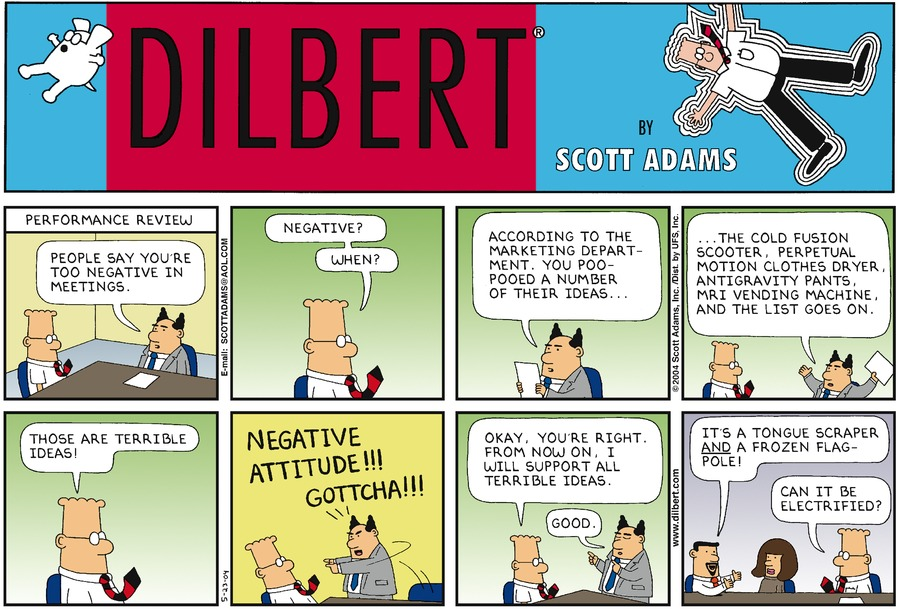 DILBERT®
BY
SCOTT ADAMS
PERFORMANCE REVIEW
PEOPLE SAY YOU'RE
TOO NEGATIVE IN
MEETINGS.
E-mail: SCOTTADAMS@AOL.COM
NEGATIVE?
WHEN?
ACCORDING TO THE
MARKETING DEPART-
MENT. YOU POO-
POOED A NUMBER
OF THEIR IDEAS...
© 2004 Scott Adams, Inc./Dist. by UFS, Inc.
...THE COLD FUSION
SCOOTER, PERPETUAL
MOTION CLOTHES DRYER,
ANTIGRAVITY PANTS,
MRI VENDING MACHINE,
AND THE LIST GOES ON.
THOSE ARE TERRIBLE
IDEAS!
5-23-04
NEGATIVE
ATTITUDE!!!
GOTTCHA!!!
OKAY, YOU'RE RIGHT.
FROM NOW ON, I
WILL SUPPORT ALL
TERRIBLE IDEAS.
GOOD.
www.dilbert.com
IT'S A TONGUE SCRAPER
AND A FROZEN FLAG-
POLE!
CAN IT BE
ELECTRIFIED?